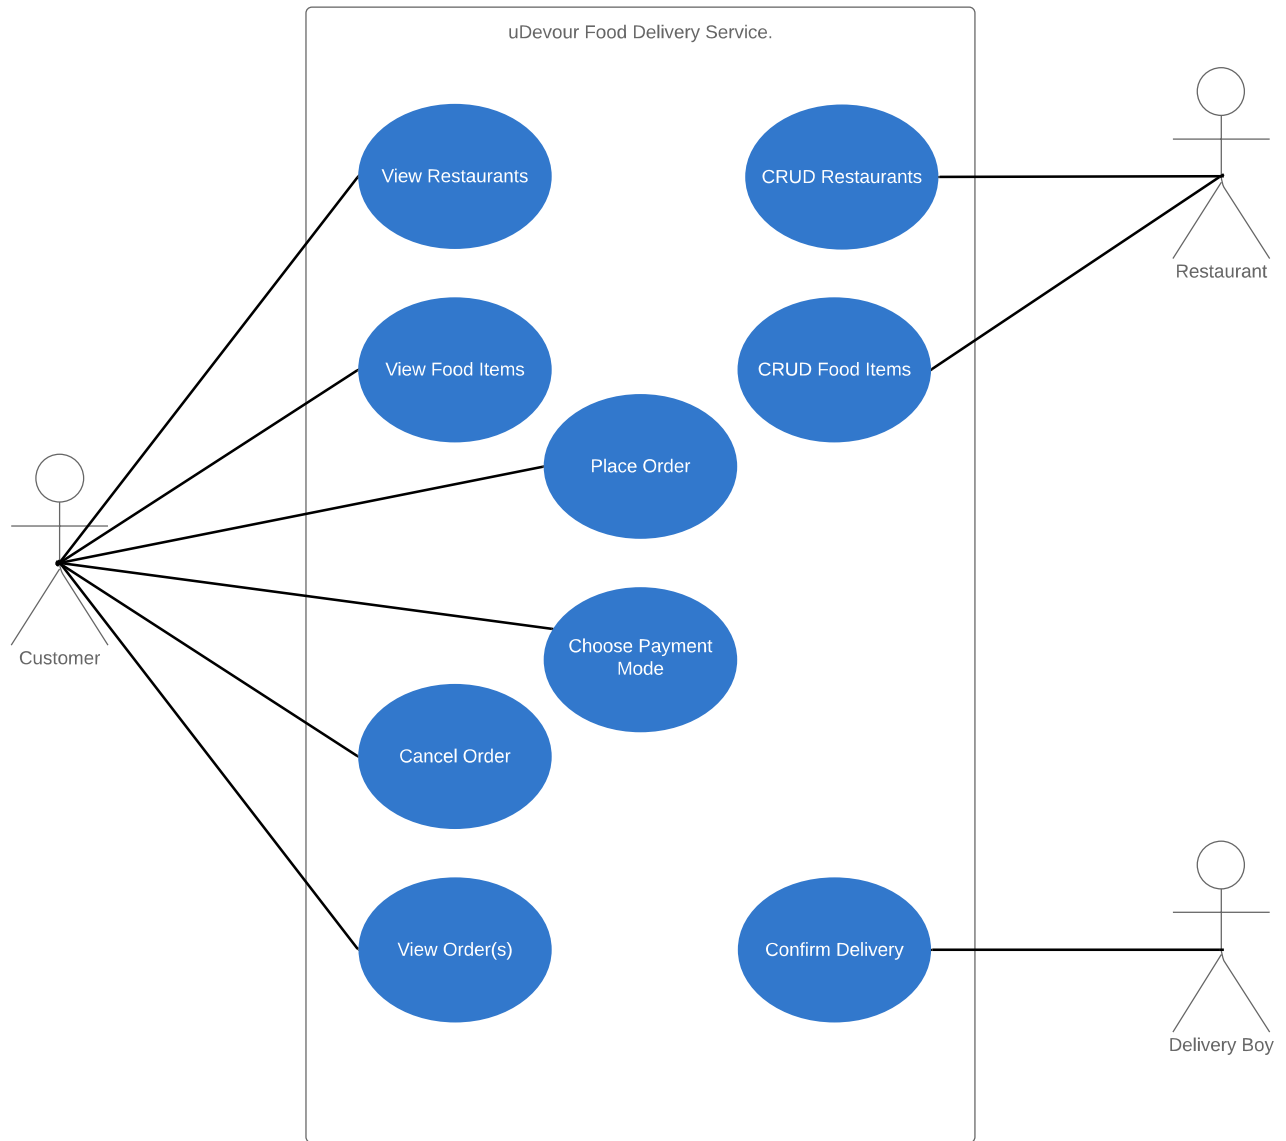 uDevour Food Delivery Service.
View Restaurants
CRUD Restaurants
Restaurant
View Food Items
CRUD Food Items
Place Order
Customer
Choose Payment
Mode
Cancel Order
View Order(s)
Confirm Delivery
Delivery Boy